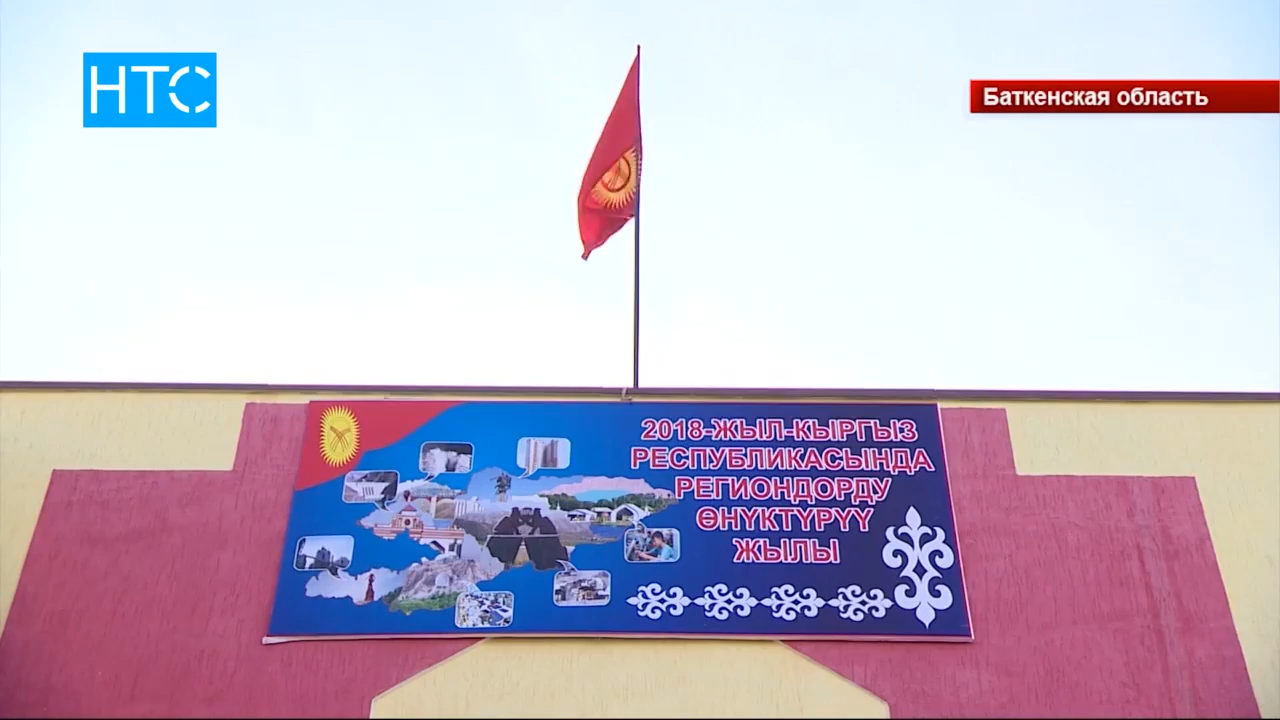 НТС
Баткенская область
2018-ЖЫЛ-КЫРГЫЗ
РЕСПУБЛИКАСЫНДА
РЕГИОНДОРДУ
ӨНҮКТҮРҮҮ
ЖЫЛЫ